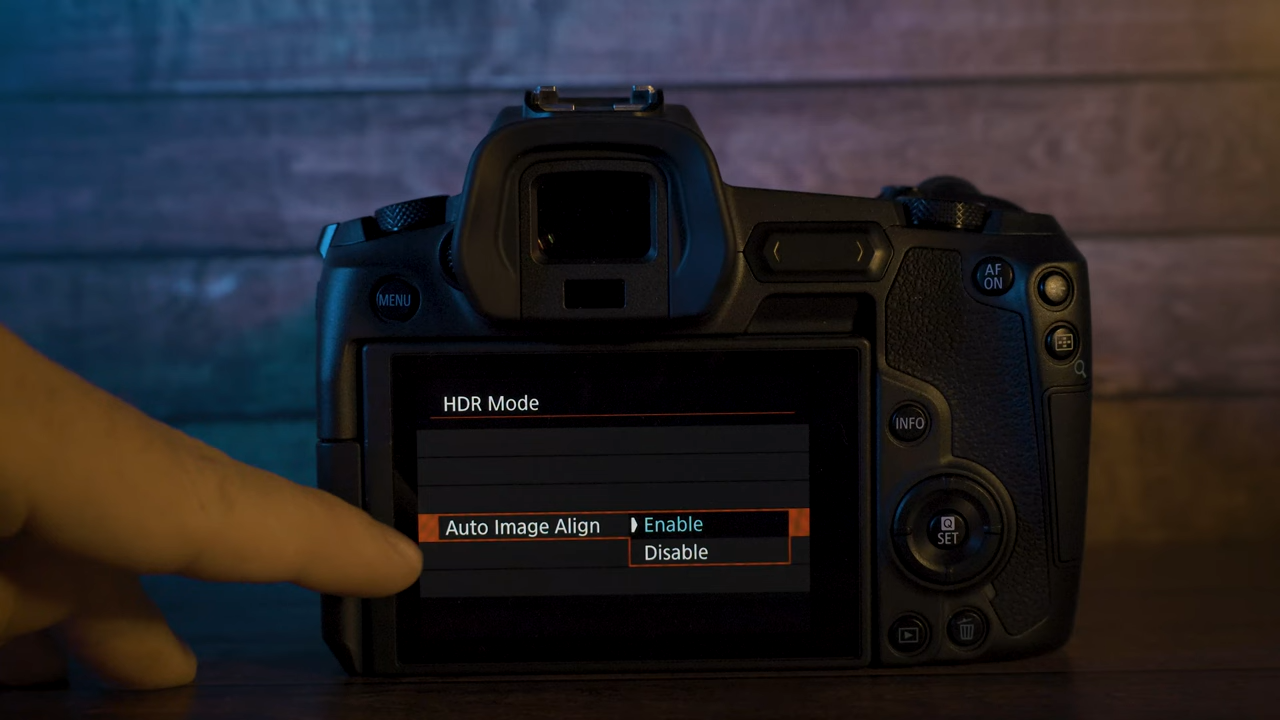 MENU
AF
ON
HDR Mode
INFO
Auto Image Align
Enable
Disable
Q
SET